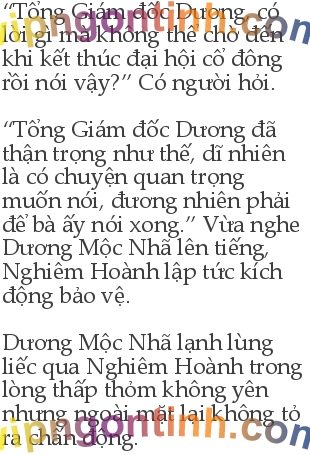 “Tổng Giám đốc Dương, có
lời gì mà không thể chờ đến
khi kết thúc đại hội cổ đông
rồi nói vậy?” Có người hỏi.
“Tổng Giám đốc Dương đã
thận trọng như thế, dĩ nhiên
là có chuyện quan trọng
muốn nói, đương nhiên phải
để bà ấy nói xong.” Vừa nghe
Dương Mộc Nhã lên tiếng,
Nghiêm Hoành lập tức kích
động bảo vệ.
Dương Mộc Nhã lạnh lùng
liếc qua Nghiêm Hoành trong
lòng thấp thỏm không yên
nhưng ngoài mặt lại không tỏ
ra chấn động.
vipngontinh.com
vipngontinh.com